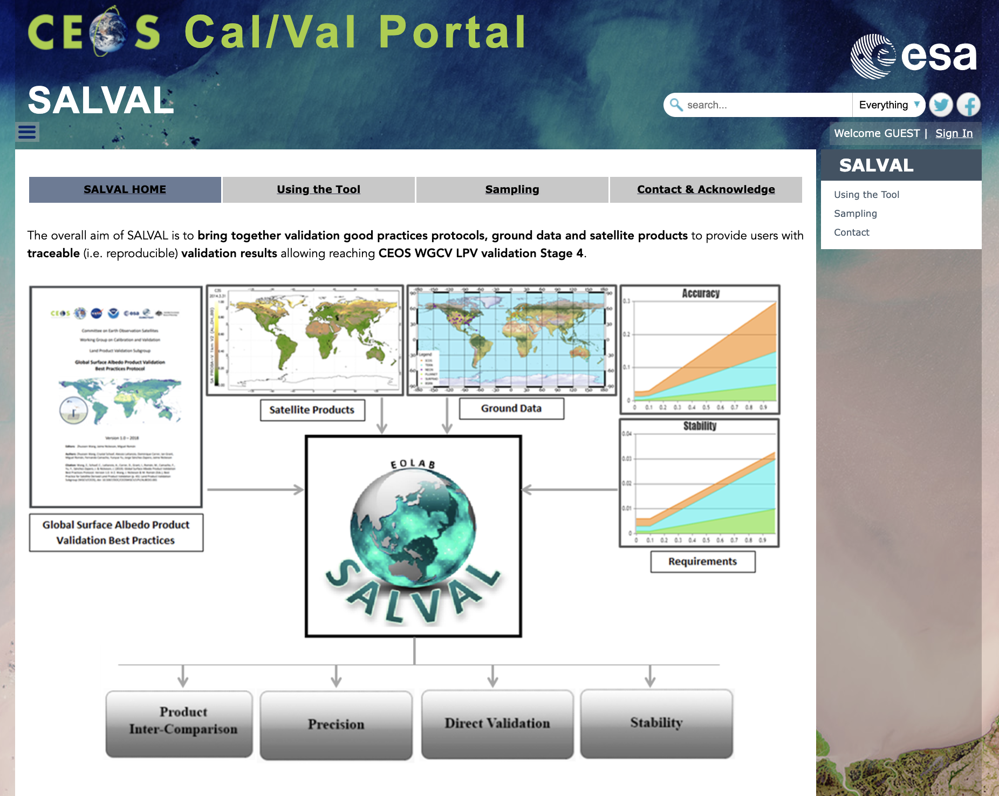 CEOS Cal/Val Portal
esa
SALVAL
search...
Everything
Welcome GUEST |
Sign In
SALVAL HOME
Using the Tool
Sampling
Contact & Acknowledge
SALVAL
Using the Tool
Sampling
Contact
The overall aim of SALVAL is to bring together validation good practices protocols, ground data and satellite products to provide users with
traceable (i.e. reproducible) validation results allowing reaching CEOS WGCV LPV validation Stage 4.
CEOS
esa
Committee on Earth Observation Satellites
Working Group on Calibration and Validation
Land Product Validation Subgroup
Global Surface Albedo Product Validation
Best Practices Protocol
Version 1.0 – 2018
Global Surface Albedo Product
Validation Best Practices
2014.3.31
Satellite Products
Legend
Ground Data
Accuracy
0.3
0.2
0.1
0
0 0.1 0.2 0.3 0.4 0.5 0.6 0.7 0.8 0.9
Stability
0.04
0.03
0.02
0.01
0
0 0.1 0.2 0.3 0.4 0.5 0.6 0.7 0.8 0.9
Requirements
EOLAB
SALVAL
Product
Inter-Comparison
Precision
Direct Validation
Stability